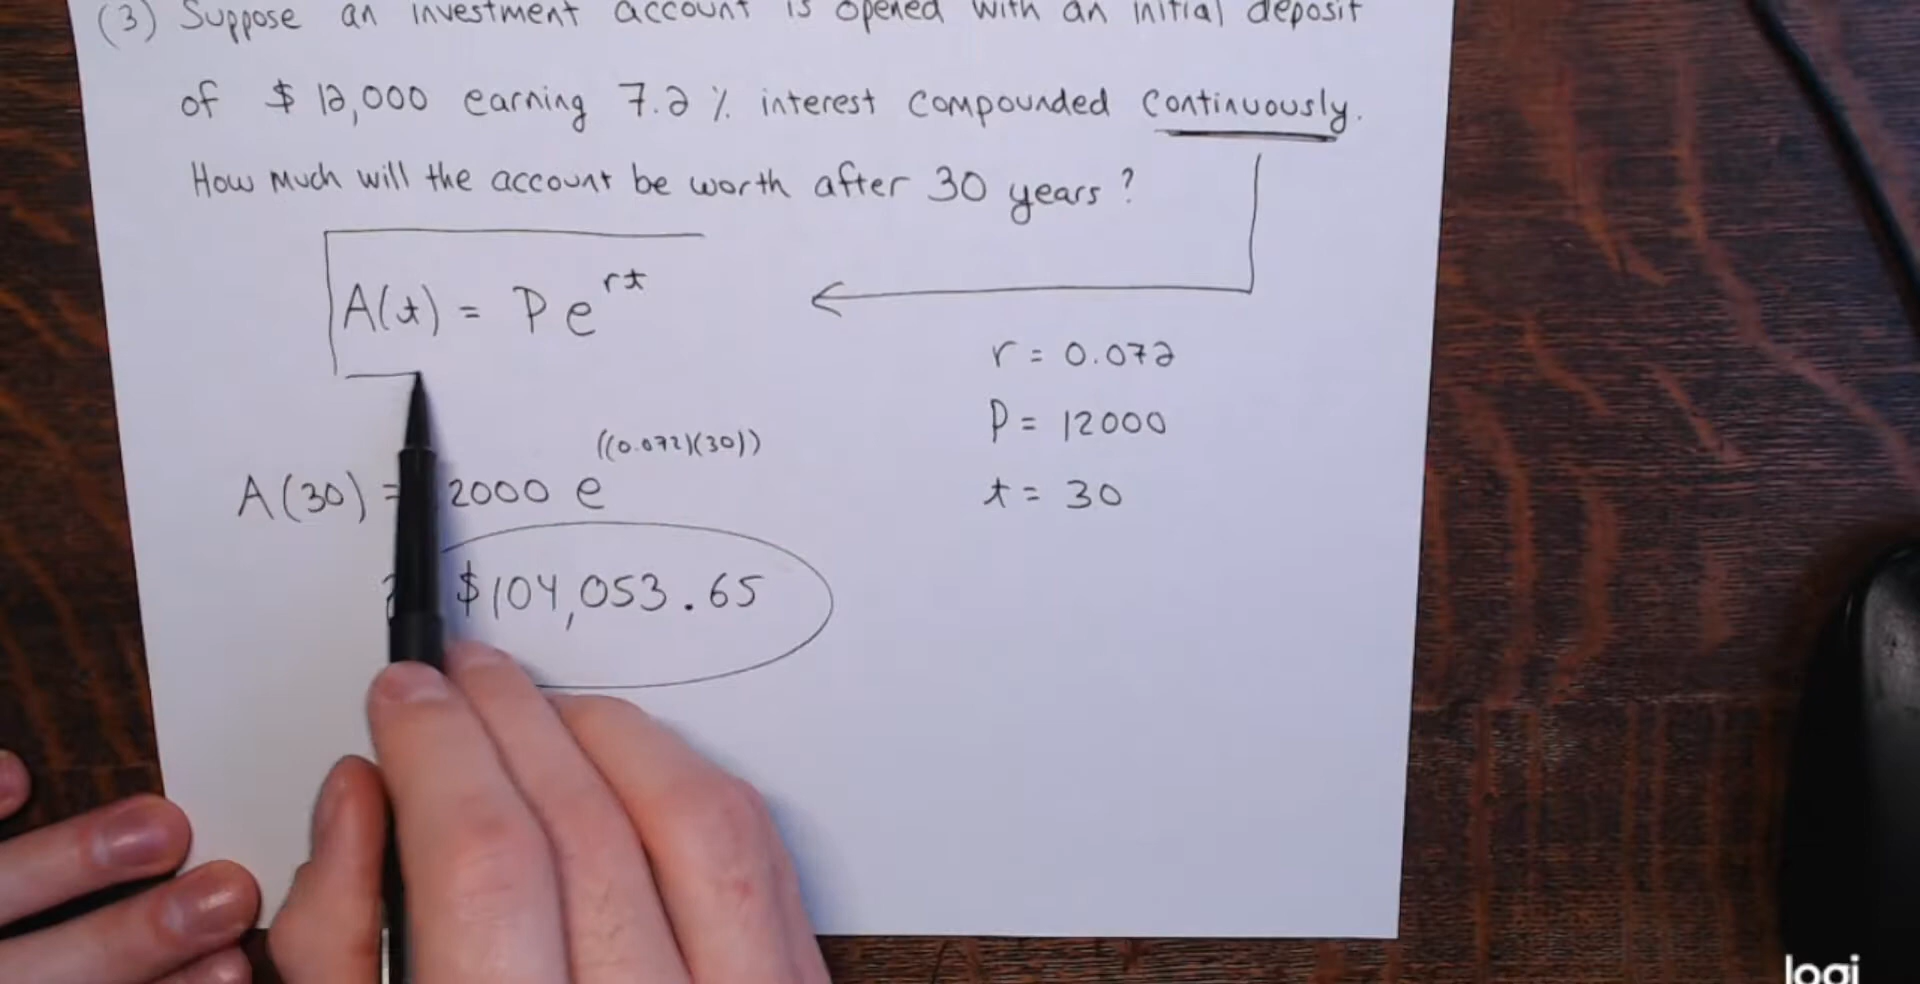 (3) Suppose an investment account is opened with an initial deposit
of $ 12,000 earning 7.2 % interest compounded continuously.
How much will the account be worth after 30 years?
A(t) = P e^rt
r = 0.072
P = 12000
t = 30
A(30) = 2000 e^((0.072)(30))
$104,053.65
logi